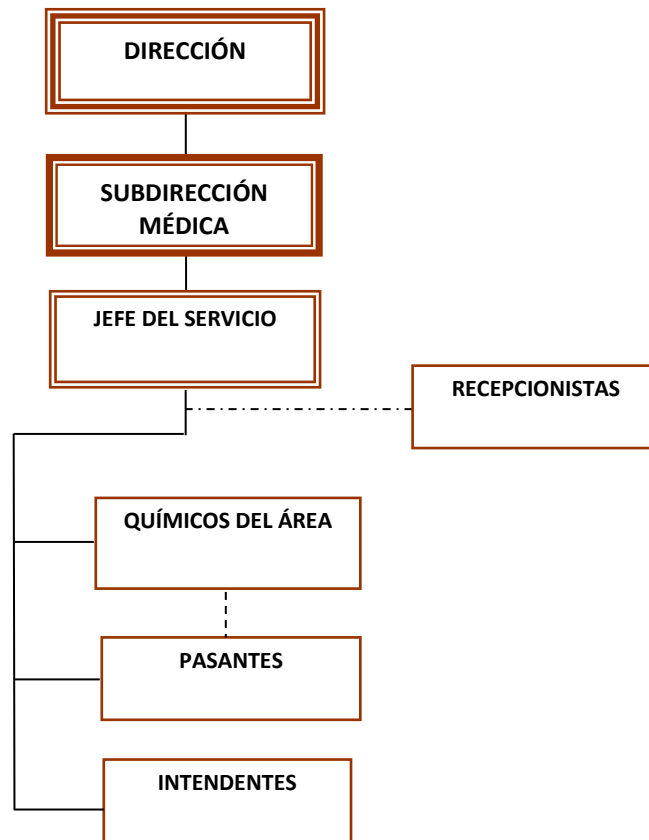 DIRECCIÓN
SUBDIRECCIÓN
MÉDICA
JEFE DEL SERVICIO
RECEPCIONISTAS
QUÍMICOS DEL ÁREA
PASANTES
INTENDENTES